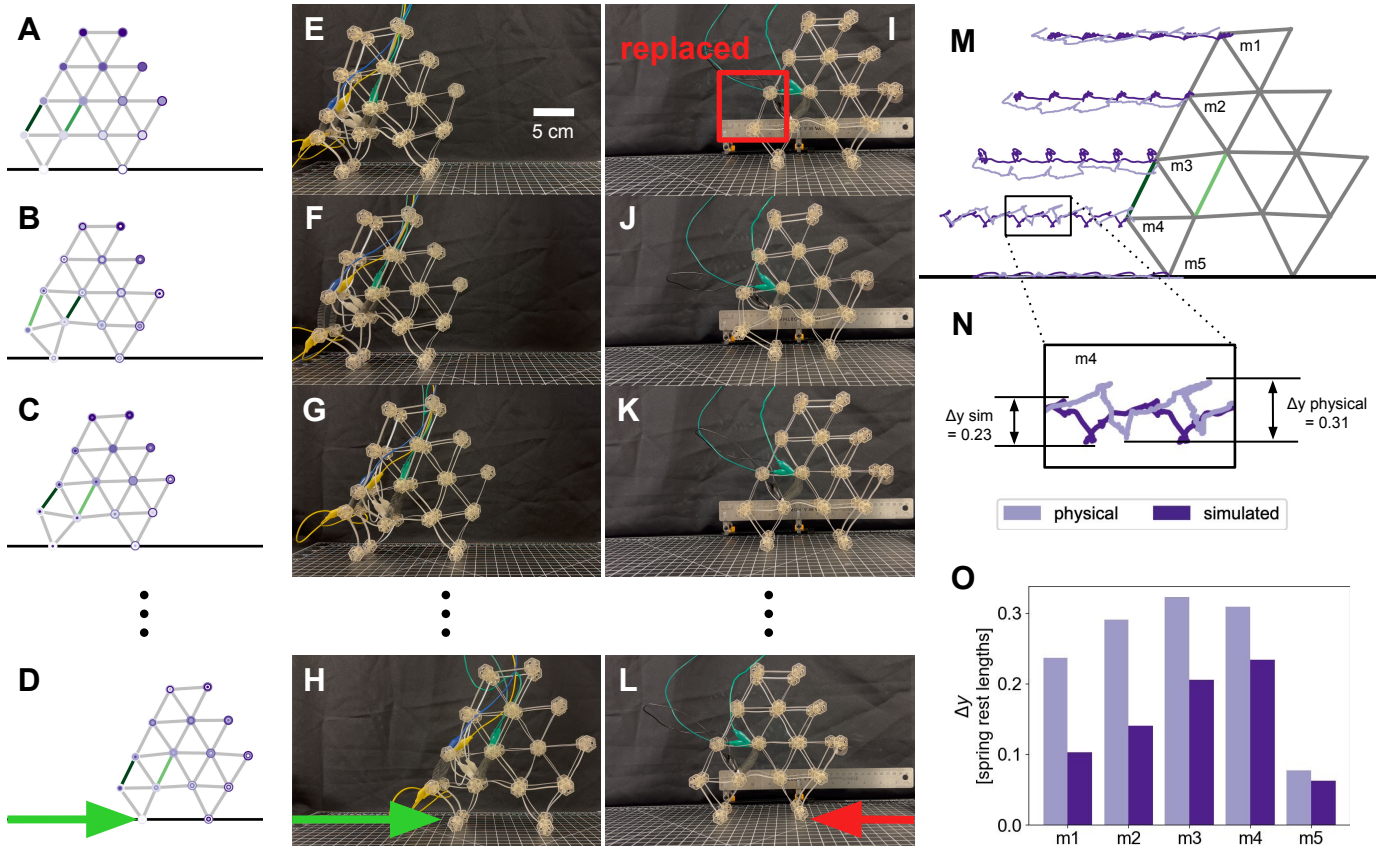 A
B
C
D
E
5 cm
F
G
H
I
replaced
J
K
L
M
m1
m2
m3
m4
m5
N
m4
Δy sim
= 0.23
Δy physical
= 0.31
physical
simulated
O
Δy
[spring rest lengths]
0.3
0.2
0.1
0.0
m1
m2
m3
m4
m5